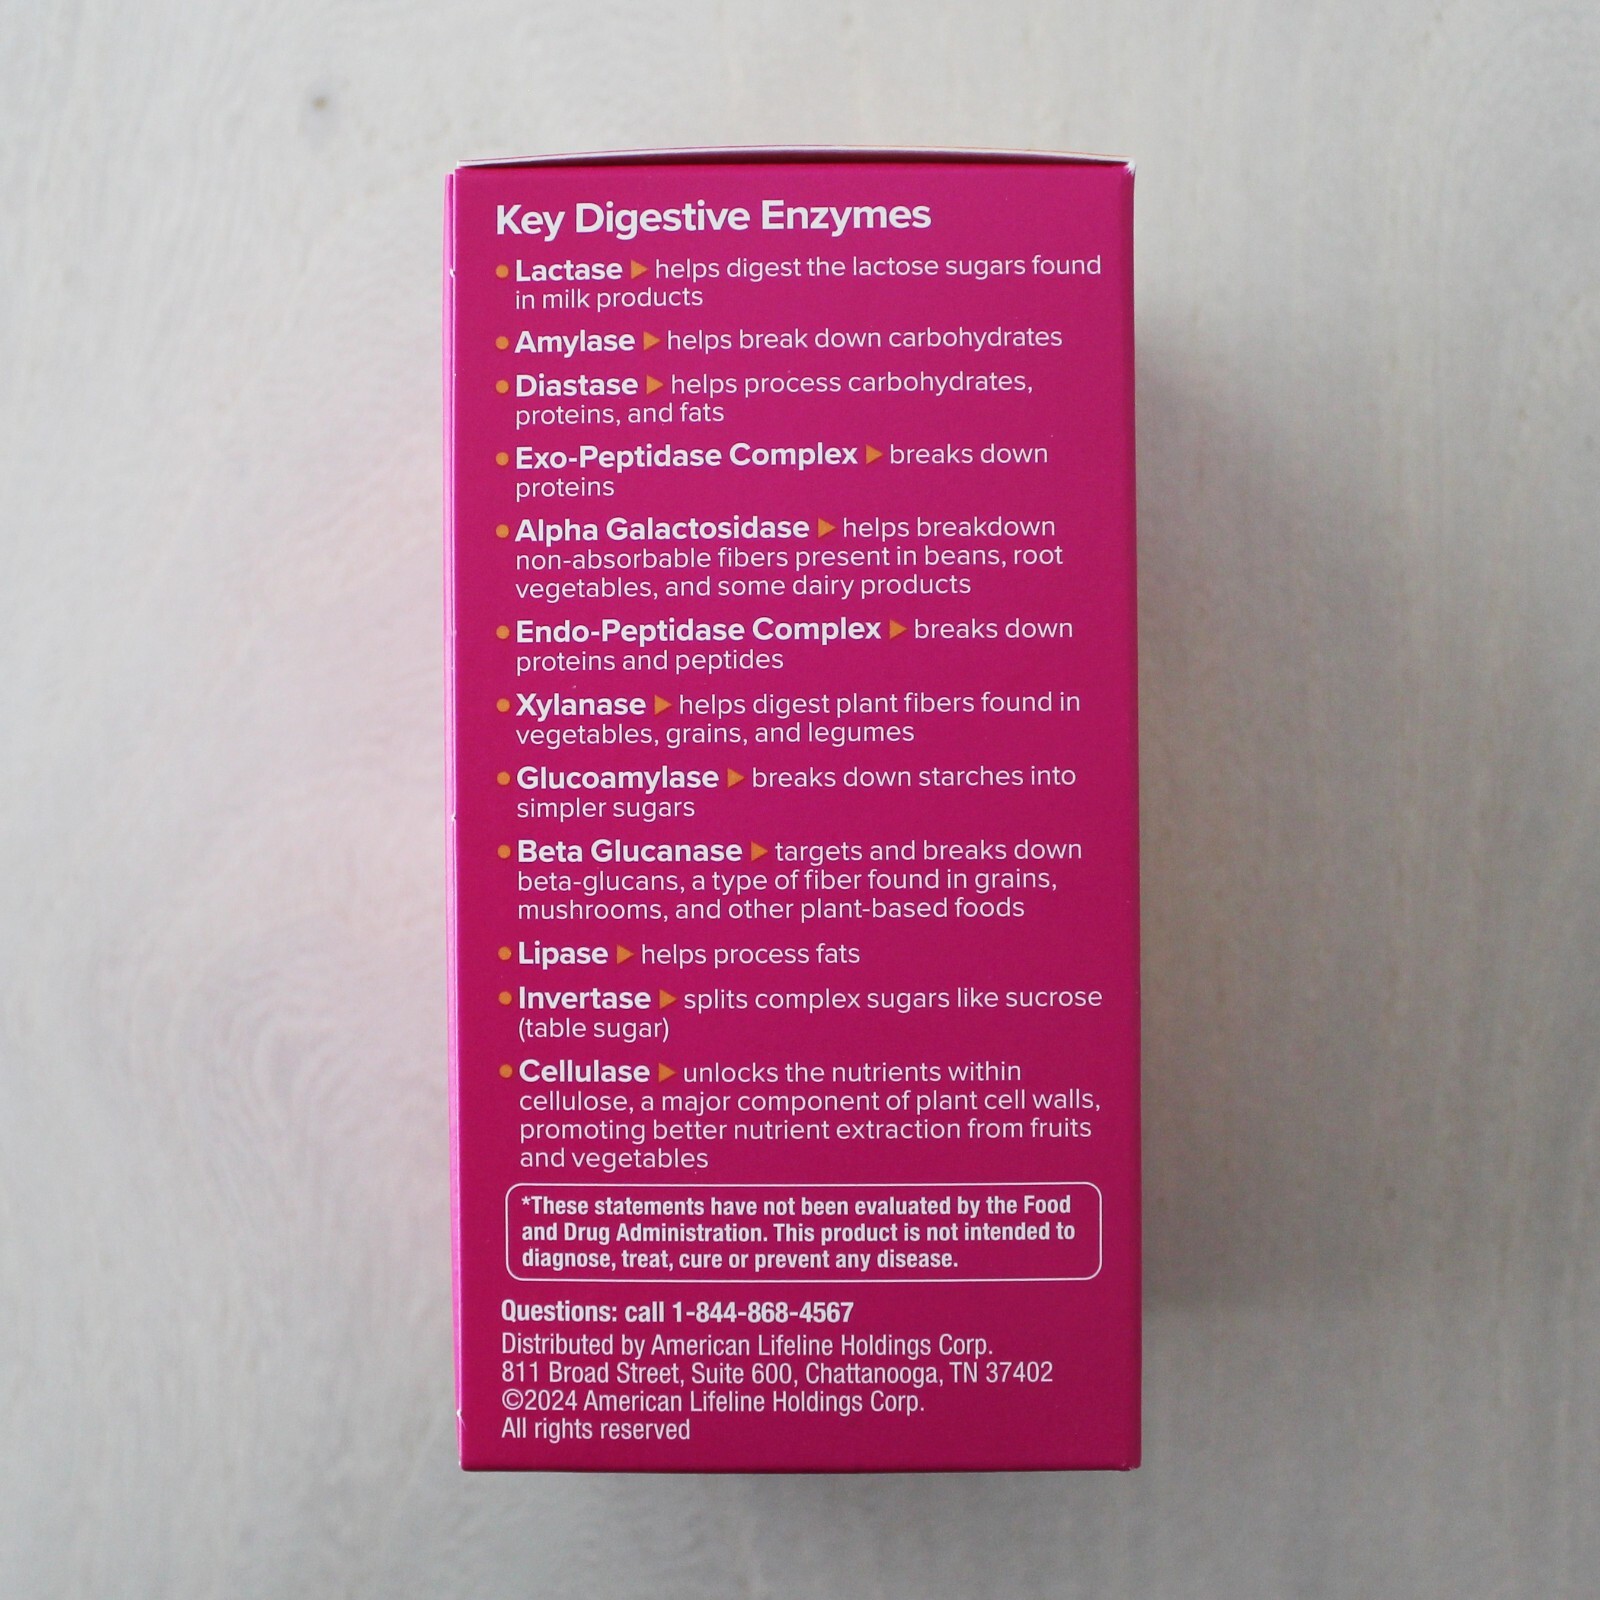 Key Digestive Enzymes
• Lactase ▶ helps digest the lactose sugars found
in milk products
• Amylase ▶ helps break down carbohydrates
• Diastase ▶ helps process carbohydrates,
proteins, and fats
• Exo-Peptidase Complex ▶ breaks down
proteins
• Alpha Galactosidase ▶ helps breakdown
non-absorbable fibers present in beans, root
vegetables, and some dairy products
• Endo-Peptidase Complex ▶ breaks down
proteins and peptides
• Xylanase ▶ helps digest plant fibers found in
vegetables, grains, and legumes
• Glucoamylase ▶ breaks down starches into
simpler sugars
• Beta Glucanase ▶ targets and breaks down
beta-glucans, a type of fiber found in grains,
mushrooms, and other plant-based foods
• Lipase ▶ helps process fats
• Invertase ▶ splits complex sugars like sucrose
(table sugar)
• Cellulase ▶ unlocks the nutrients within
cellulose, a major component of plant cell walls,
promoting better nutrient extraction from fruits
and vegetables
*These statements have not been evaluated by the Food
and Drug Administration. This product is not intended to
diagnose, treat, cure or prevent any disease.
Questions: call 1-844-868-4567
Distributed by American Lifeline Holdings Corp.
811 Broad Street, Suite 600, Chattanooga, TN 37402
©2024 American Lifeline Holdings Corp.
All rights reserved